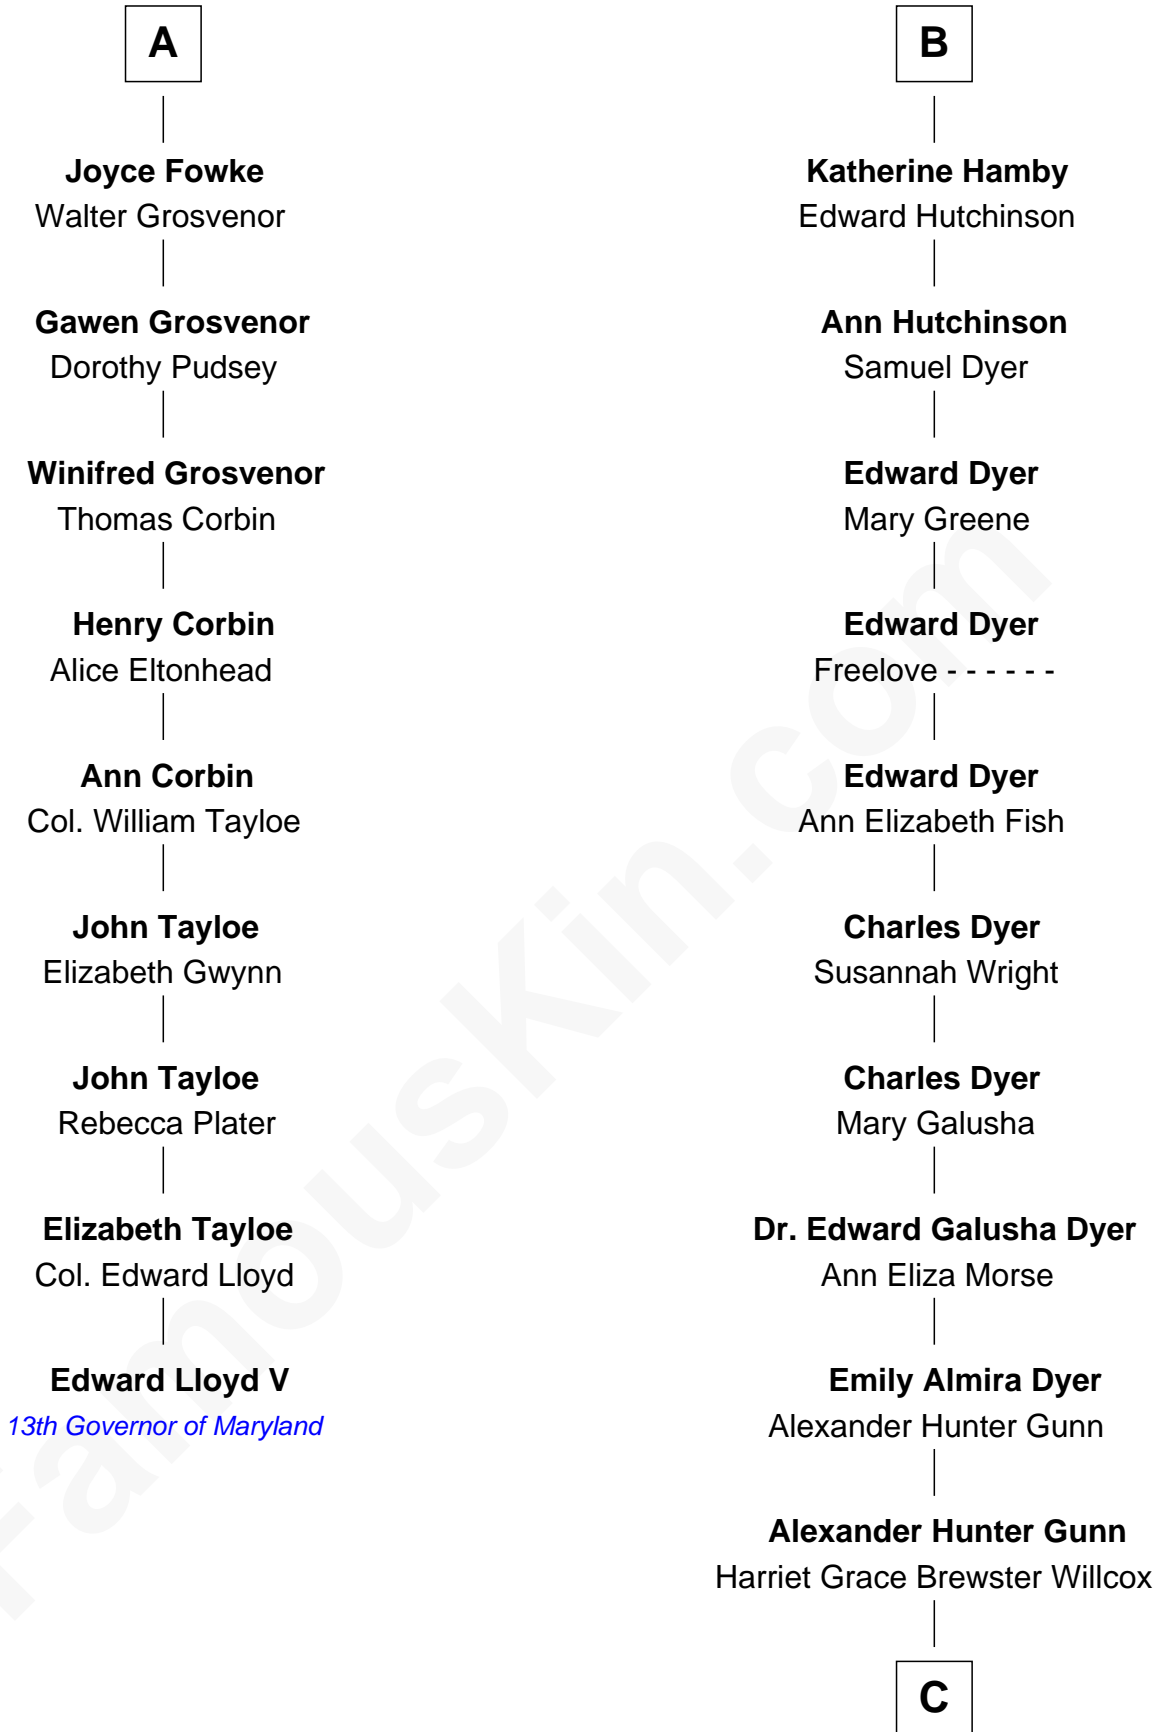 A
Joyce Fowke
Walter Grosvenor
Gawen Grosvenor
Dorothy Pudsey
Winifred Grosvenor
Thomas Corbin
Henry Corbin
Alice Eltonhead
Ann Corbin
Col. William Tayloe
John Tayloe
Elizabeth Gwynn
John Tayloe
Rebecca Plater
Elizabeth Tayloe
Col. Edward Lloyd
Edward Lloyd V
13th Governor of Maryland
B
Katherine Hamby
Edward Hutchinson
Ann Hutchinson
Samuel Dyer
Edward Dyer
Mary Greene
Edward Dyer
Freelove - - - - - -
Edward Dyer
Ann Elizabeth Fish
Charles Dyer
Susannah Wright
Charles Dyer
Mary Galusha
Dr. Edward Galusha Dyer
Ann Eliza Morse
Emily Almira Dyer
Alexander Hunter Gunn
Alexander Hunter Gunn
Harriet Grace Brewster Willcox
C
FamousKin.com